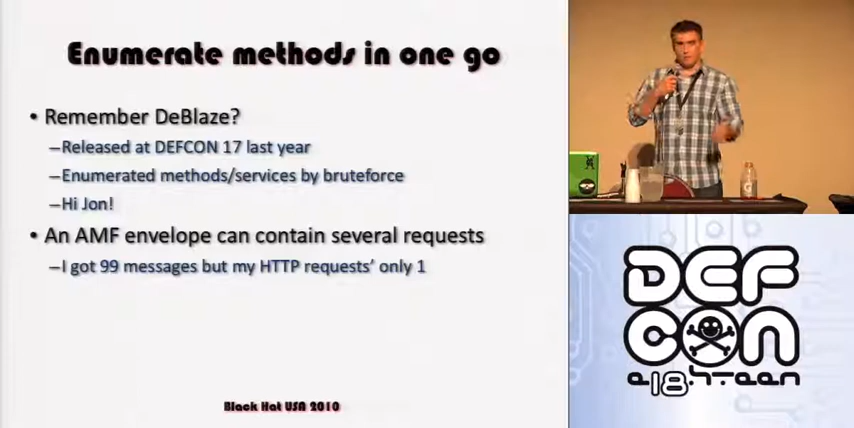 Enumerate methods in one go
• Remember DeBlaze?
–Released at DEFCON 17 last year
–Enumerated methods/services by bruteforce
–Hi Jon!
• An AMF envelope can contain several requests
–I got 99 messages but my HTTP requests' only 1
Black Hat USA 2010
DEF
CON
e18h-teen